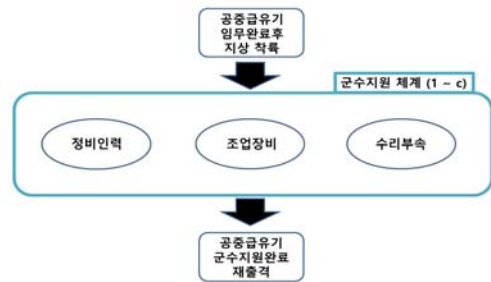 공중급유기
임무완료후
지상 착륙
군수지원 체계 (1 ~ c)
정비인력
조업장비
수리부속
공중급유기
군수지원완료
재출격